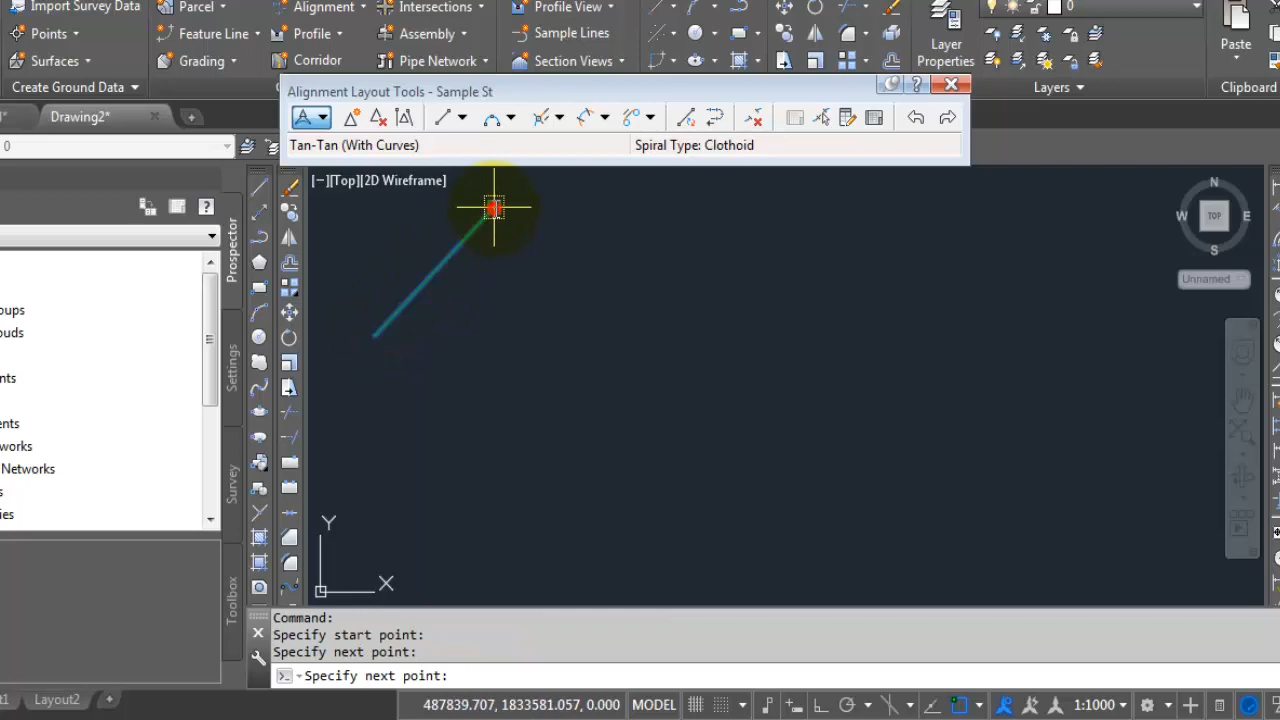 Import Survey Data
Parcel
Alignment
Intersections
Profile View
0
Points
Feature Line
Profile
Assembly
Sample Lines
Layer
Properties
Paste
Surfaces
Grading
Corridor
Pipe Network
Section Views
Create Ground Data
Layers
Clipboard
Alignment Layout Tools - Sample St
Drawing2*
0
Tan-Tan (With Curves)
Spiral Type: Clothoid
[−][Top][2D Wireframe]
N
W
TOP
E
S
Unnamed
Prospector
Settings
Survey
Toolbox
oups
ouds
nts
ents
works
Networks
s
ies
Y
X
Command:
Specify start point:
Specify next point:
Specify next point:
t1
Layout2
487839.707, 1833581.057, 0.000
MODEL
1:1000